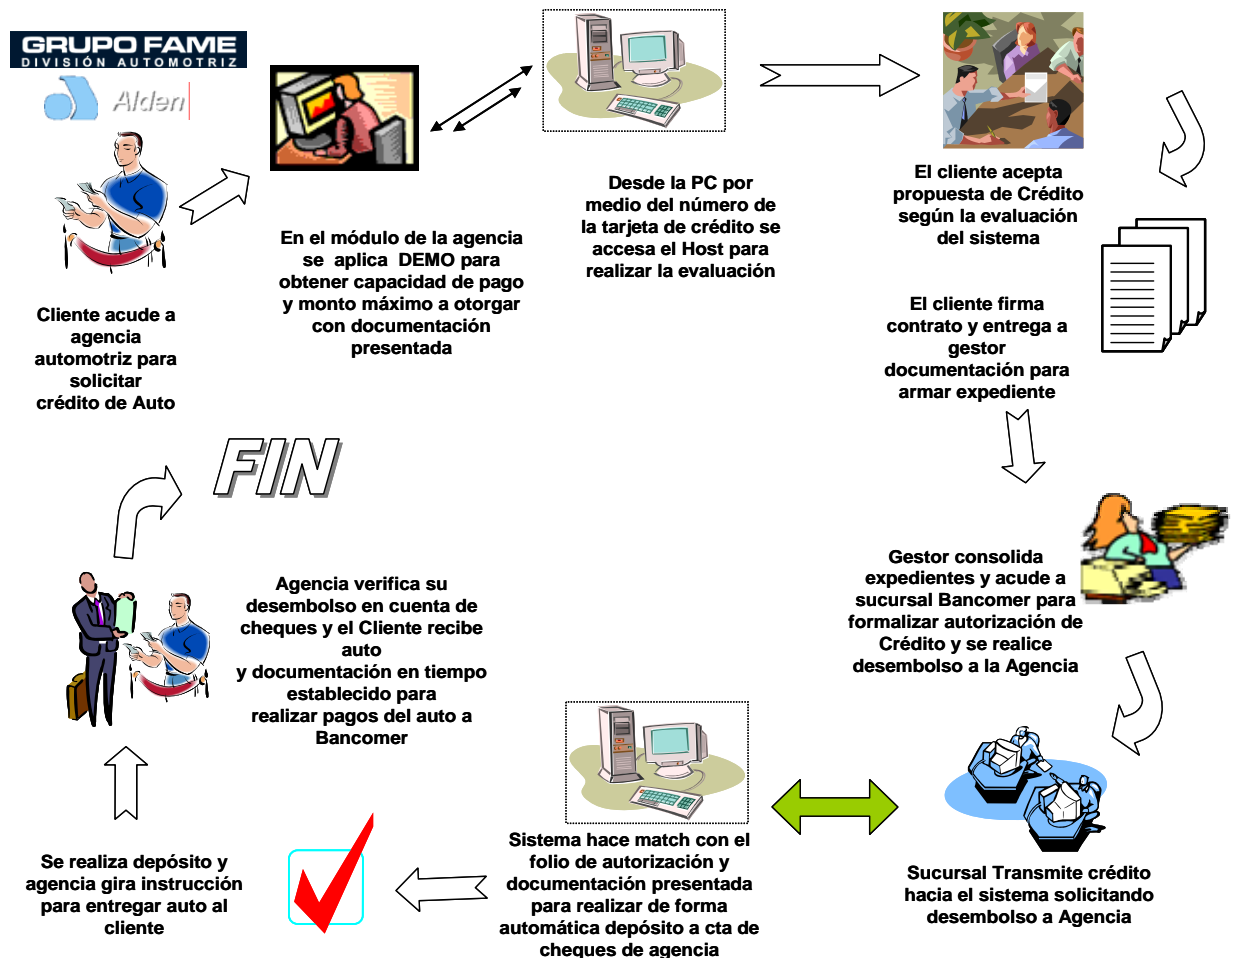 GRUPO FAME
DIVISIÓN AUTOMOTRIZ
Alden
Cliente acude a
agencia
automotriz para
solicitar
crédito de Auto
En el módulo de la agencia
se aplica DEMO para
obtener capacidad de pago
y monto máximo a otorgar
con documentación
presentada
Desde la PC por
medio del número de
la tarjeta de crédito se
accesa el Host para
realizar la evaluación
El cliente acepta
propuesta de Crédito
según la evaluación
del sistema
El cliente firma
contrato y entrega a
gestor
documentación para
armar expediente
Gestor consolida
expedientes y acude a
sucursal Bancomer para
formalizar autorización de
Crédito y se realice
desembolso a la Agencia
Sucursal Transmite crédito
hacia el sistema solicitando
desembolso a Agencia
Sistema hace match con el
folio de autorización y
documentación presentada
para realizar de forma
automática depósito a cta de
cheques de agencia
Se realiza depósito y
agencia gira instrucción
para entregar auto al
cliente
Agencia verifica su
desembolso en cuenta de
cheques y el Cliente recibe
auto
y documentación en tiempo
establecido para
realizar pagos del auto a
Bancomer
FIN